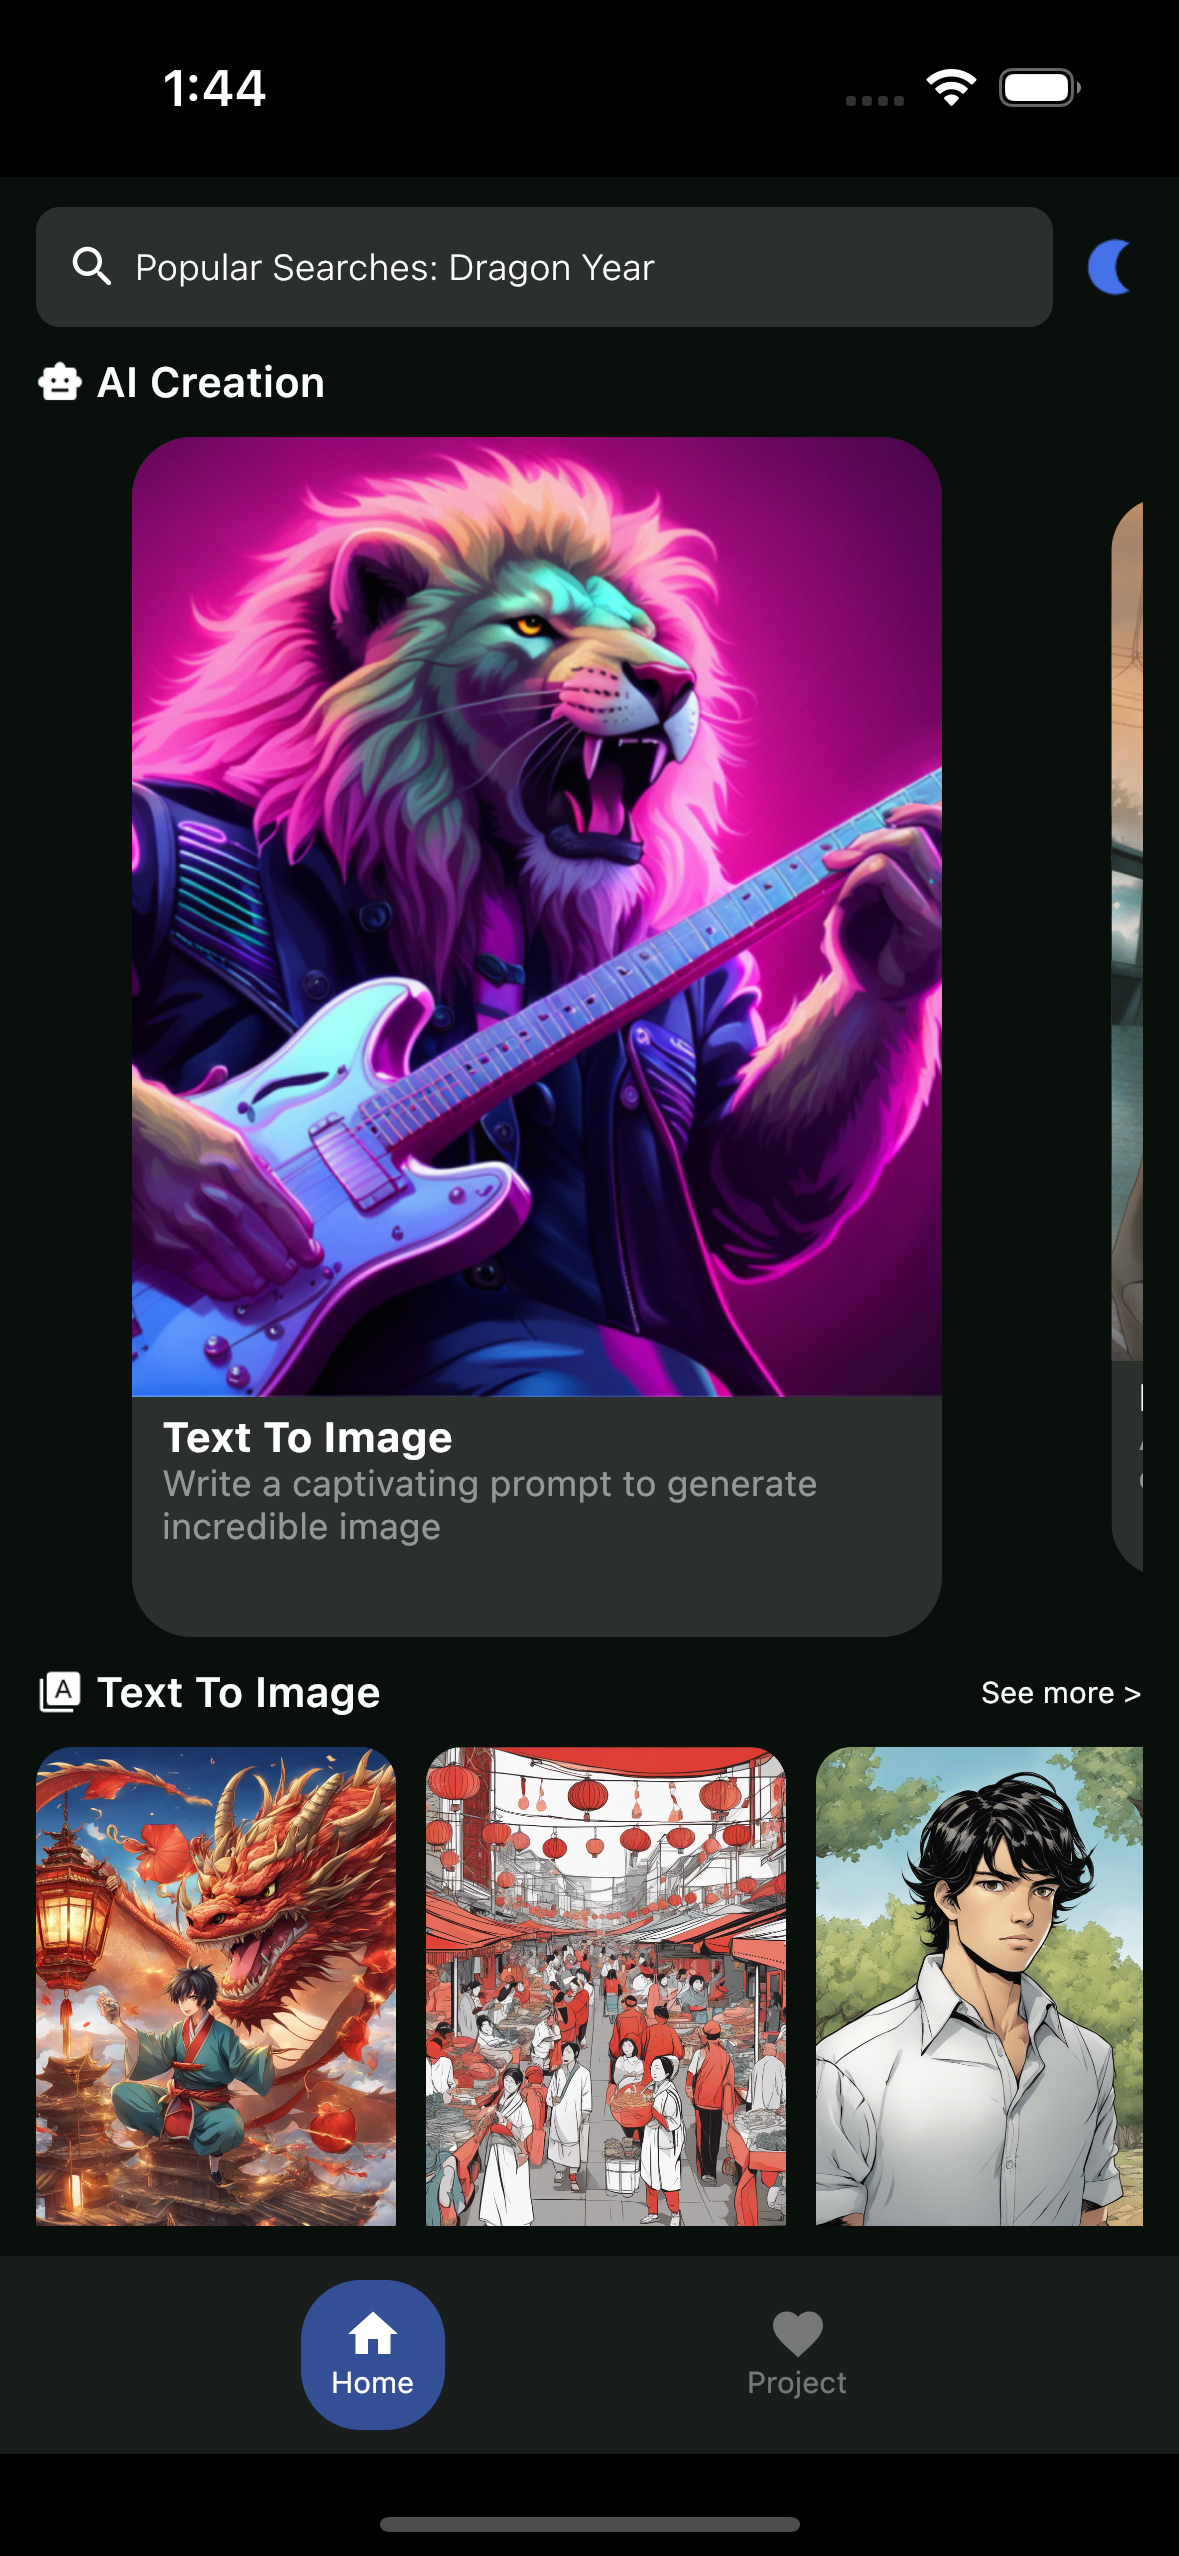 1:44
Popular Searches: Dragon Year
AI Creation
Text To Image
Write a captivating prompt to generate
incredible image
A Text To Image
See more >
Home
Project